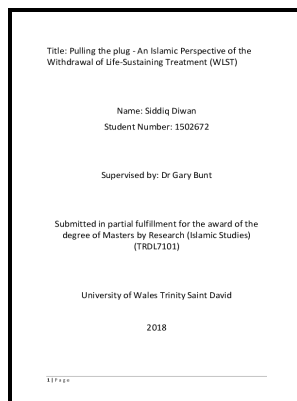 Title: Pulling the plug - An Islamic Perspective of the
Withdrawal of Life-Sustaining Treatment (WLST)
Name: Siddiq Diwan
Student Number: 1502672
Supervised by: Dr Gary Bunt
Submitted in partial fulfillment for the award of the
degree of Masters by Research (Islamic Studies)
(TRDL7101)
University of Wales Trinity Saint David
2018
1 | P a g e